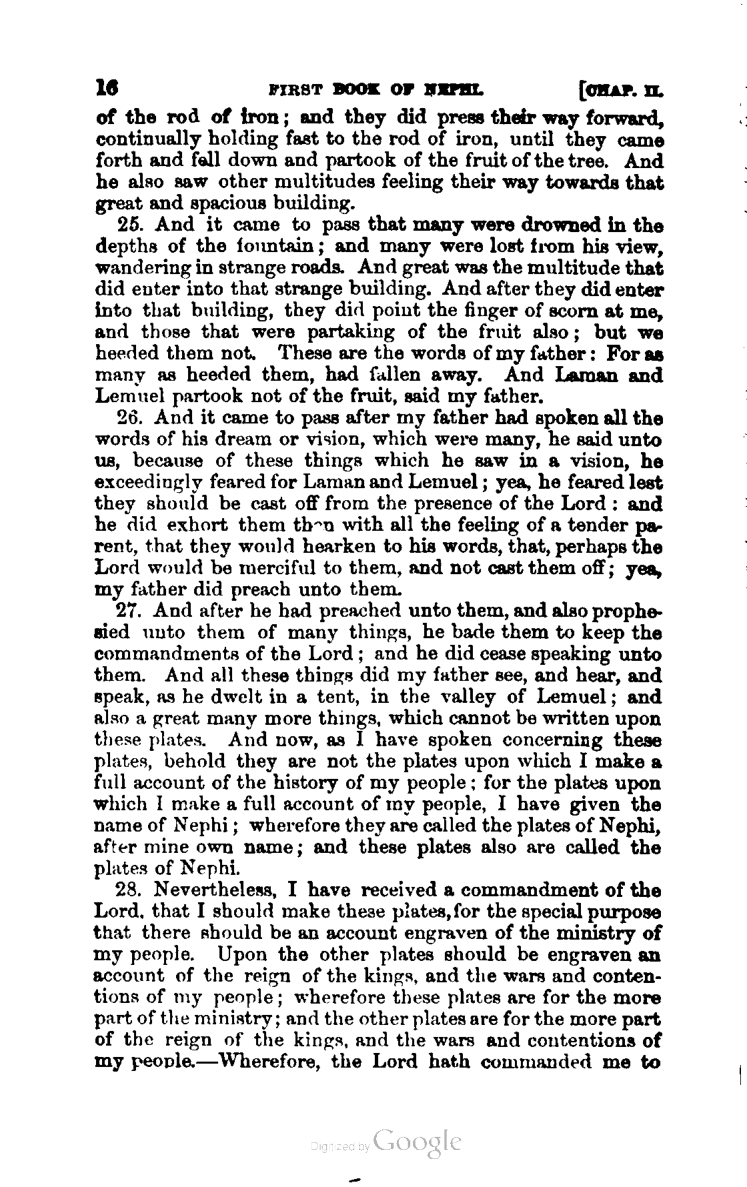 16 FIRST BOOK OF NEPHI. [CHAP. II.
of the rod of iron; and they did press their way forward,
continually holding fast to the rod of iron, until they came
forth and fell down and partook of the fruit of the tree. And
he also saw other multitudes feeling their way towards that
great and spacious building.
25. And it came to pass that many were drowned in the
depths of the fountain; and many were lost from his view,
wandering in strange roads. And great was the multitude that
did enter into that strange building. And after they did enter
into that building, they did point the finger of scorn at me,
and those that were partaking of the fruit also; but we
heeded them not. These are the words of my father: For as
many as heeded them, had fallen away. And Laman and
Lemuel partook not of the fruit, said my father.
26. And it came to pass after my father had spoken all the
words of his dream or vision, which were many, he said unto
us, because of these things which he saw in a vision, he
exceedingly feared for Laman and Lemuel; yea, he feared lest
they should be cast off from the presence of the Lord: and
he did exhort them then with all the feeling of a tender pa-
rent, that they would hearken to his words, that, perhaps the
Lord would be merciful to them, and not cast them off; yea,
my father did preach unto them.
27. And after he had preached unto them, and also prophe-
sied unto them of many things, he bade them to keep the
commandments of the Lord; and he did cease speaking unto
them. And all these things did my father see, and hear, and
speak, as he dwelt in a tent, in the valley of Lemuel; and
also a great many more things, which cannot be written upon
these plates. And now, as I have spoken concerning these
plates, behold they are not the plates upon which I make a
full account of the history of my people; for the plates upon
which I make a full account of my people, I have given the
name of Nephi; wherefore they are called the plates of Nephi,
after mine own name; and these plates also are called the
plates of Nephi.
28. Nevertheless, I have received a commandment of the
Lord, that I should make these plates, for the special purpose
that there should be an account engraven of the ministry of
my people. Upon the other plates should be engraven an
account of the reign of the kings, and the wars and conten-
tions of my people; wherefore these plates are for the more
part of the ministry; and the other plates are for the more part
of the reign of the kings, and the wars and contentions of
my people.—Wherefore, the Lord hath commanded me to
Digitized by Google